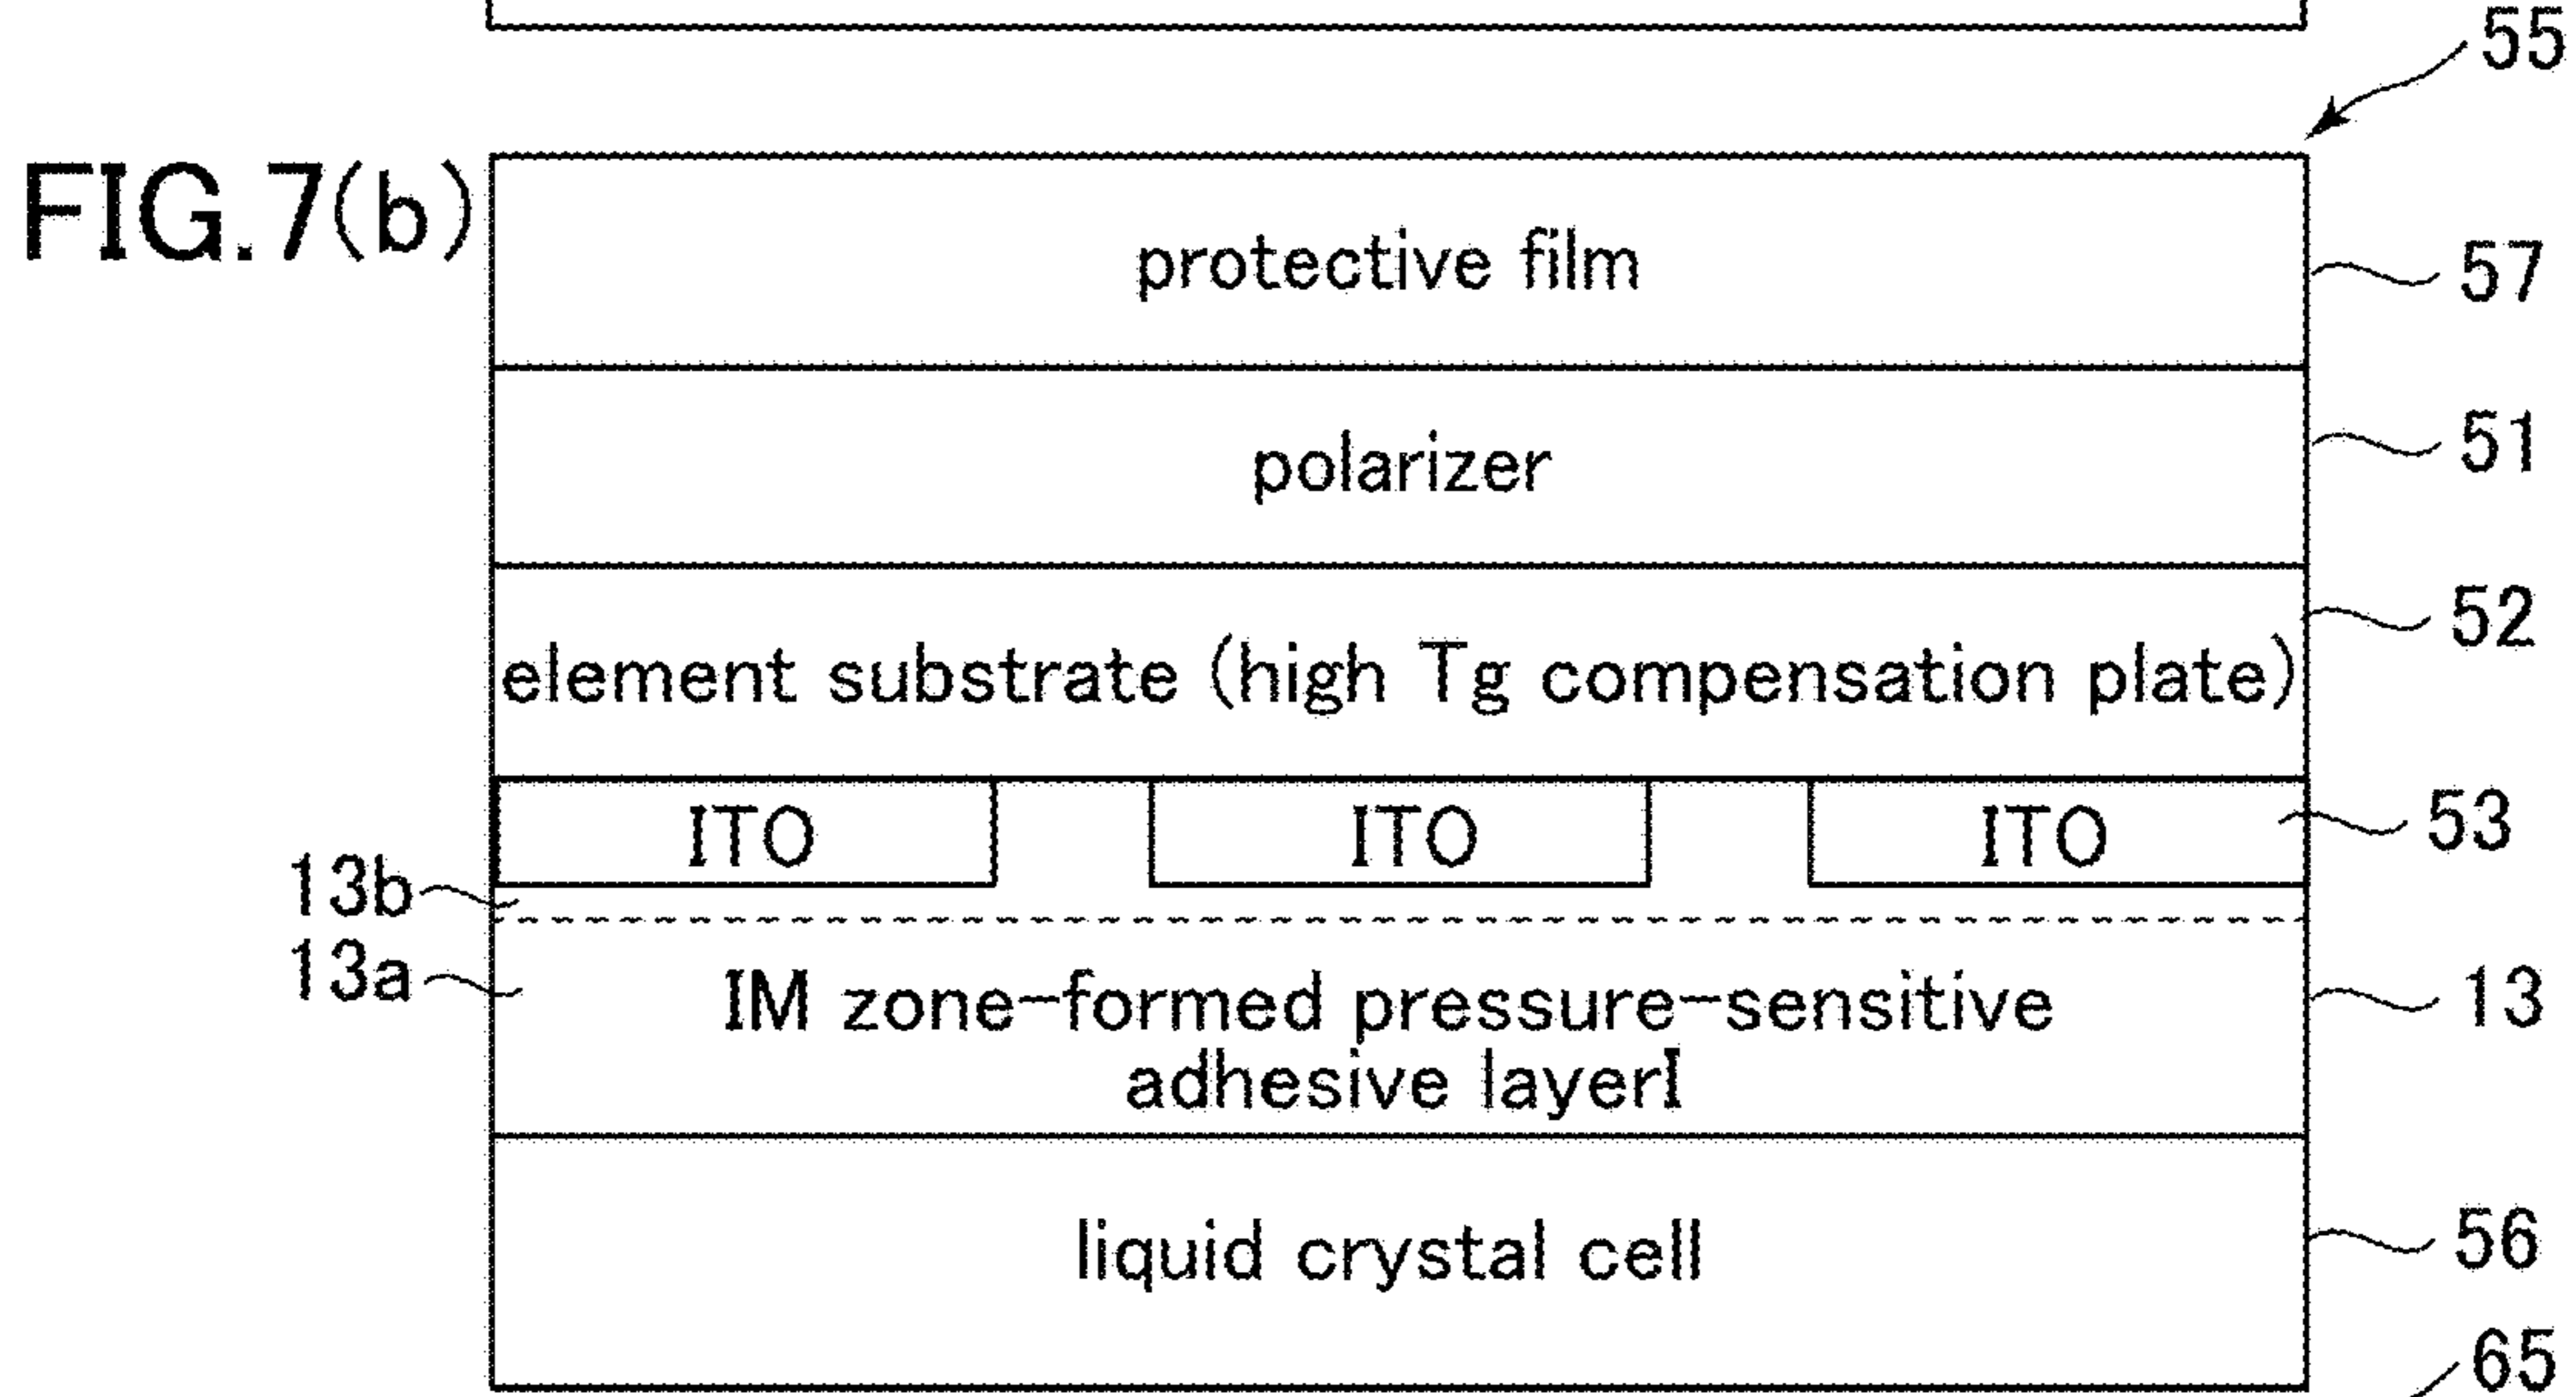 55
FIG.7(b)
protective film
57
polarizer
51
52
element substrate (high Tg compensation plate)
ITO ITO ITO
53
13b
13a
IM zone-formed pressure-sensitive
adhesive layerI
13
liquid crystal cell
56
65